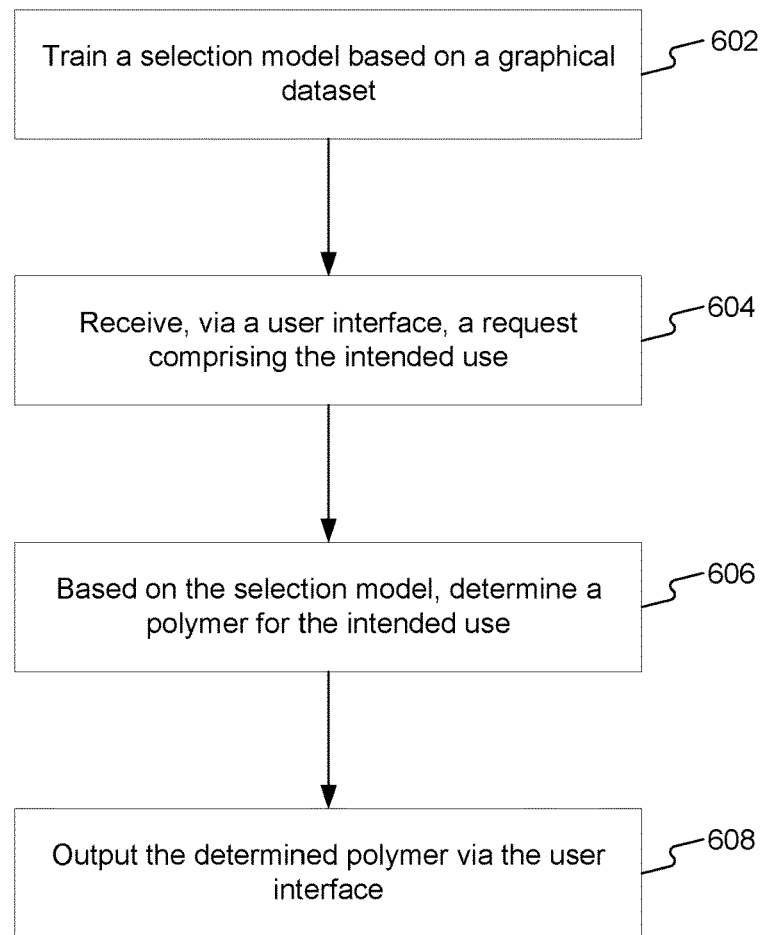 Train a selection model based on a graphical
dataset
602
Receive, via a user interface, a request
comprising the intended use
604
Based on the selection model, determine a
polymer for the intended use
606
Output the determined polymer via the user
interface
608